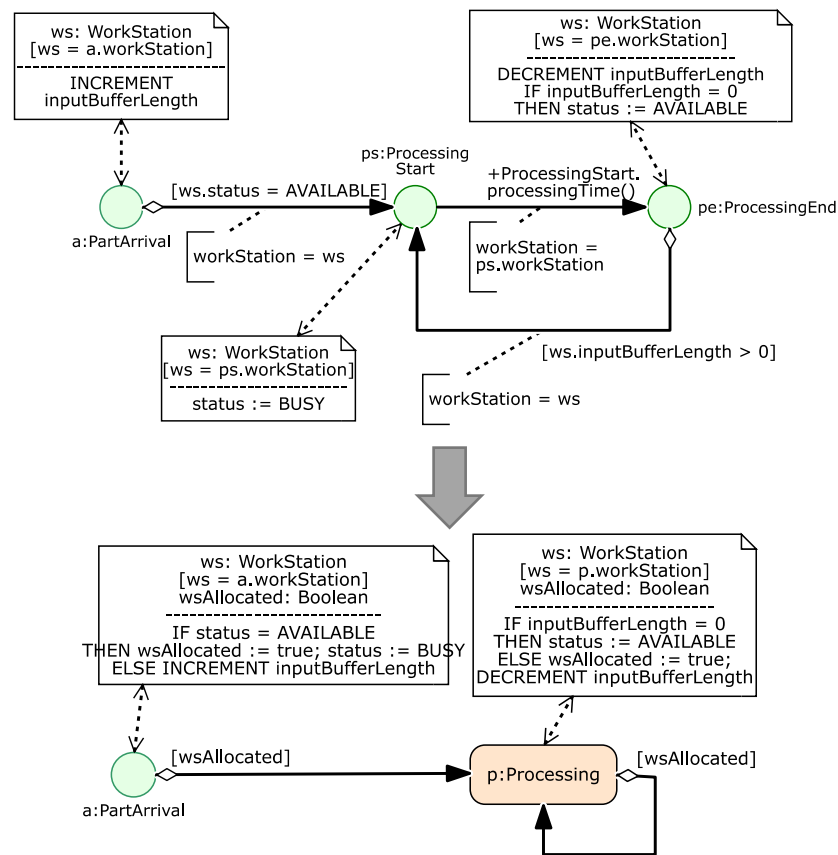 ws: WorkStation
[ws = a.workStation]
INCREMENT
inputBufferLength
ws: WorkStation
[ws = pe.workStation]
DECREMENT inputBufferLength
IF inputBufferLength = 0
THEN status := AVAILABLE
ps:Processing
Start
[ws.status = AVAILABLE]
+ProcessingStart.
processingTime()
a:PartArrival
pe:ProcessingEnd
workStation = ws
workStation =
ps.workStation
ws: WorkStation
[ws = ps.workStation]
status := BUSY
[ws.inputBufferLength > 0]
workStation = ws
ws: WorkStation
[ws = a.workStation]
wsAllocated: Boolean
IF status = AVAILABLE
THEN wsAllocated := true; status := BUSY
ELSE INCREMENT inputBufferLength
ws: WorkStation
[ws = p.workStation]
wsAllocated: Boolean
IF inputBufferLength = 0
THEN status := AVAILABLE
ELSE wsAllocated := true;
DECREMENT inputBufferLength
[wsAllocated]
a:PartArrival
p:Processing
[wsAllocated]